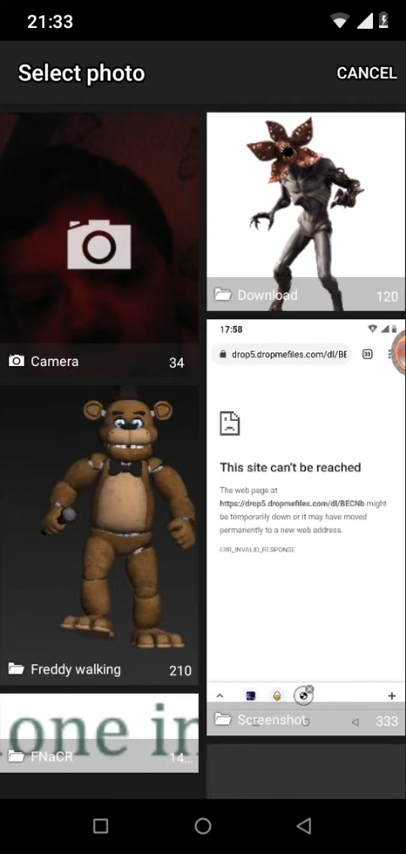 21:33
Select photo
CANCEL
Camera 34
Download 120
17:58
drop5.dropmefiles.com/dl/BE
This site can't be reached
The web page at
https://drop5.dropmefiles.com/dl/BECNb might
be temporarily down or it may have moved
permanently to a new web address.
ERR_INVALID_RESPONSE
Freddy walking 210
Screenshot 333
one in
FNaCR 14...